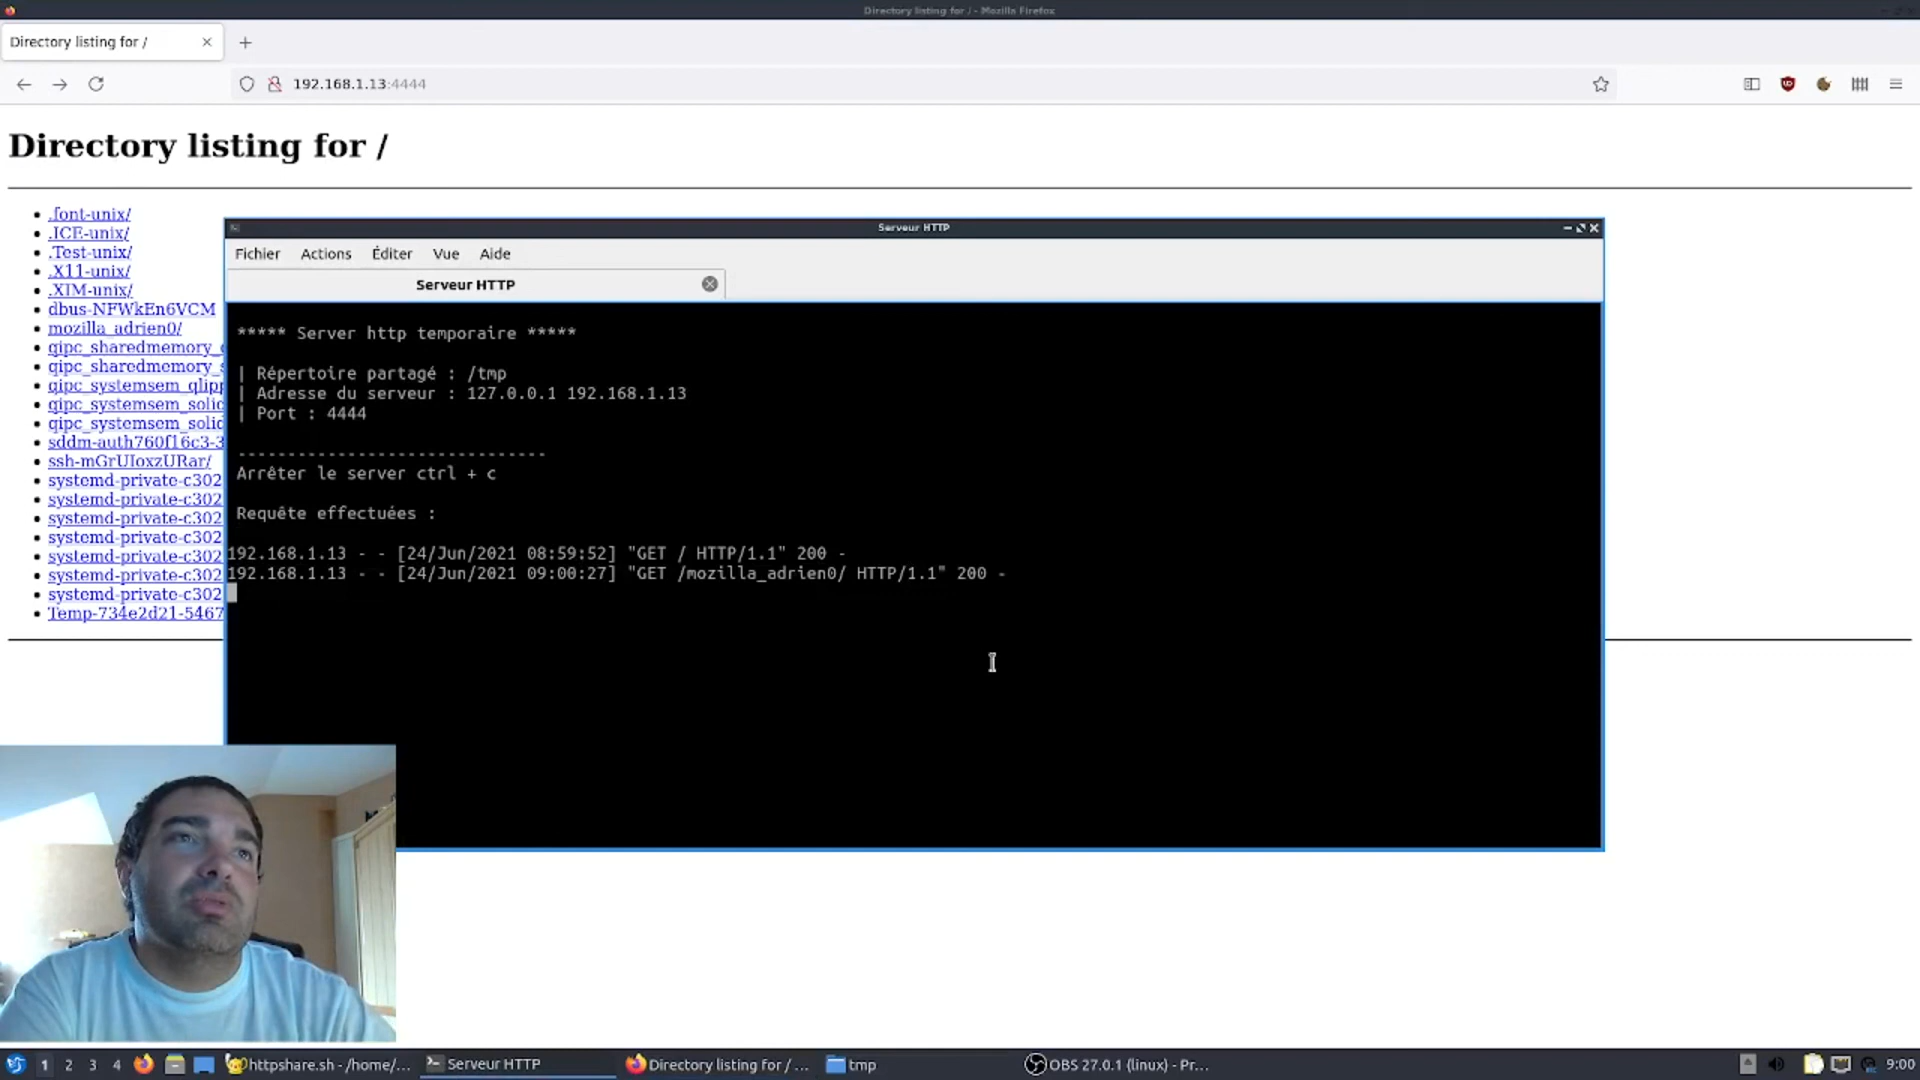 Directory listing for / - Mozilla Firefox
Directory listing for /
192.168.1.13:4444
Directory listing for /
.font-unix/
.ICE-unix/
.Test-unix/
.X11-unix/
.XIM-unix/
dbus-NFWkEn6VCM
mozilla_adrien0/
qipc_sharedmemory_
qipc_sharedmemory_
qipc_systemsem_qlipp
qipc_systemsem_solid
qipc_systemsem_solid
sddm-auth760f16c3-3
ssh-mGrUIoxzURar/
systemd-private-c302
systemd-private-c302
systemd-private-c302
systemd-private-c302
systemd-private-c302
systemd-private-c302
systemd-private-c302
Temp-734e2d21-5467
Serveur HTTP
Fichier Actions Éditer Vue Aide
Serveur HTTP
***** Server http temporaire *****
| Répertoire partagé : /tmp
| Adresse du serveur : 127.0.0.1 192.168.1.13
| Port : 4444
-------------------------------
Arrêter le server ctrl + c
Requête effectuées :
192.168.1.13 - - [24/Jun/2021 08:59:52] "GET / HTTP/1.1" 200 -
192.168.1.13 - - [24/Jun/2021 09:00:27] "GET /mozilla_adrien0/ HTTP/1.1" 200 -
1 2 3 4 httpshare.sh - /home/... Serveur HTTP Directory listing for / ... tmp OBS 27.0.1 (linux) - Pr... 9:00